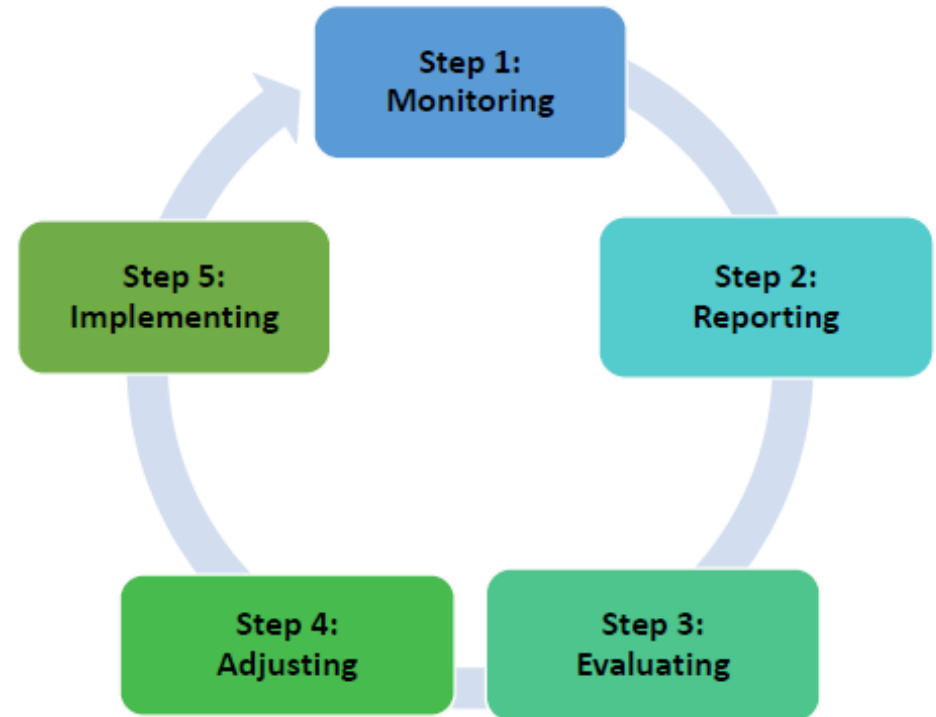 Step 1:
Monitoring
Step 2:
Reporting
Step 3:
Evaluating
Step 4:
Adjusting
Step 5:
Implementing